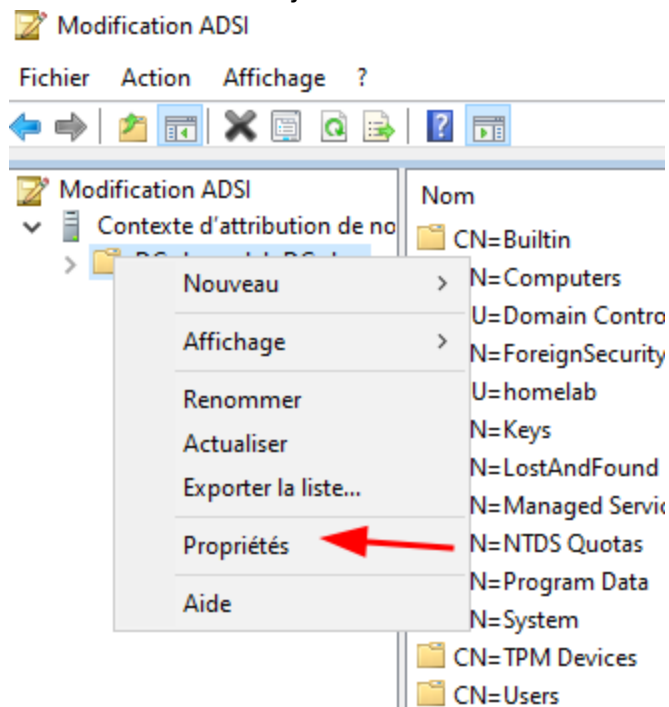 Modification ADSI
Fichier Action Affichage ?
Modification ADSI
Contexte d'attribution de no
Nouveau
Affichage
Renommer
Actualiser
Exporter la liste...
Propriétés
Aide
Nom
CN=Builtin
N=Computers
U=Domain Contro
N=ForeignSecurity
U=homelab
N=Keys
N=LostAndFound
N=Managed Servic
N=NTDS Quotas
N=Program Data
N=System
CN=TPM Devices
CN=Users